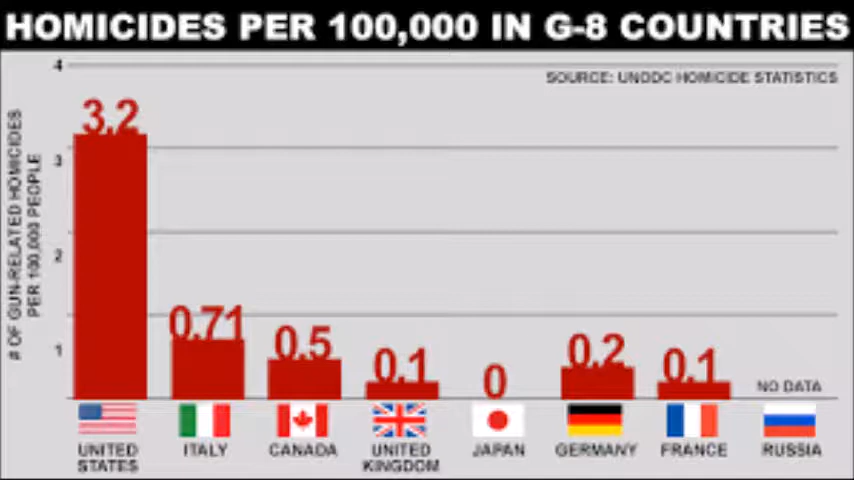 HOMICIDES PER 100,000 IN G-8 COUNTRIES
SOURCE: UNODC HOMICIDE STATISTICS
# OF GUN-RELATED HOMICIDES
PER 100,000 PEOPLE
4
3
2
1
3.2
0.71
0.5
0.1
0
0.2
0.1
NO DATA
UNITED
STATES
ITALY
CANADA
UNITED
KINGDOM
JAPAN
GERMANY
FRANCE
RUSSIA